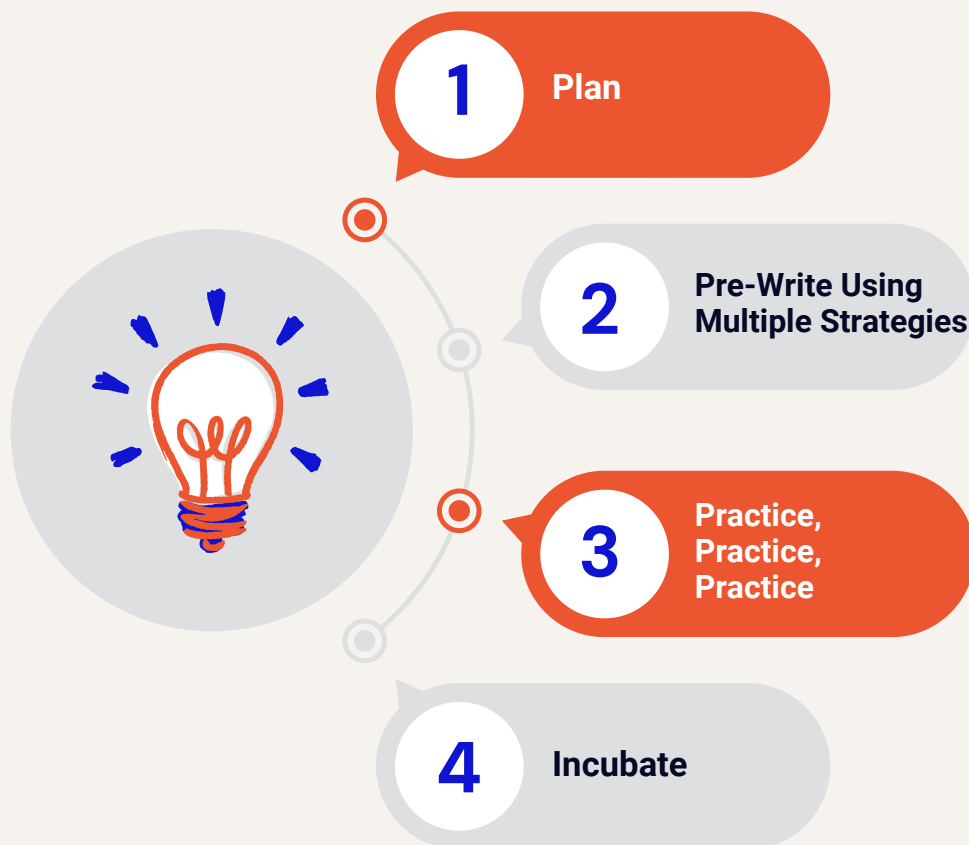 1
Plan
2
Pre-Write Using
Multiple Strategies
3
Practice,
Practice,
Practice
4
Incubate